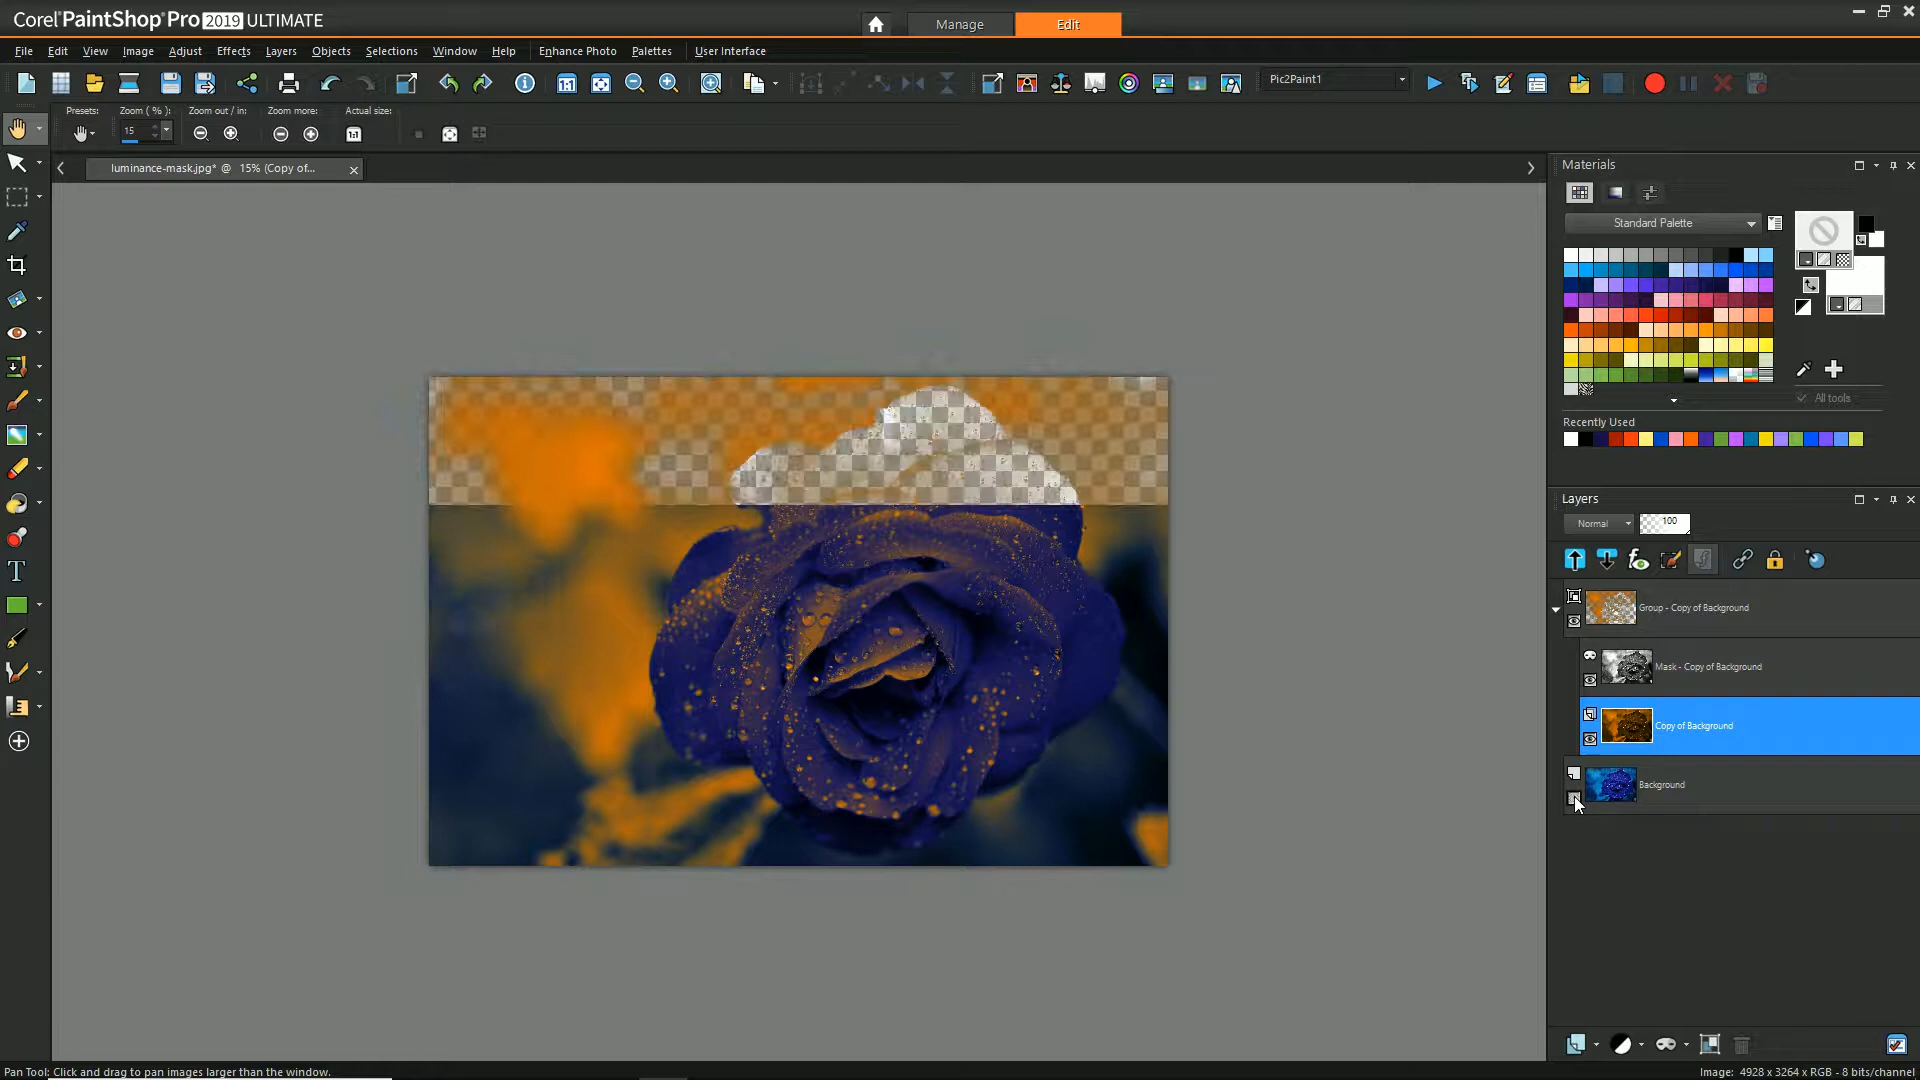 Corel PaintShop Pro 2019 ULTIMATE
Manage
Edit
File Edit View Image Adjust Effects Layers Objects Selections Window Help Enhance Photo Palettes User Interface
Pic2Paint1
Presets: Zoom ( % ): Zoom out / in: Zoom more: Actual size:
15
luminance-mask.jpg* @ 15% (Copy of...
Materials
Standard Palette
All tools
Recently Used
Layers
Normal 100
Group - Copy of Background
Mask - Copy of Background
Copy of Background
Background
Pan Tool: Click and drag to pan images larger than the window.
Image: 4928 x 3264 x RGB - 8 bits/channel